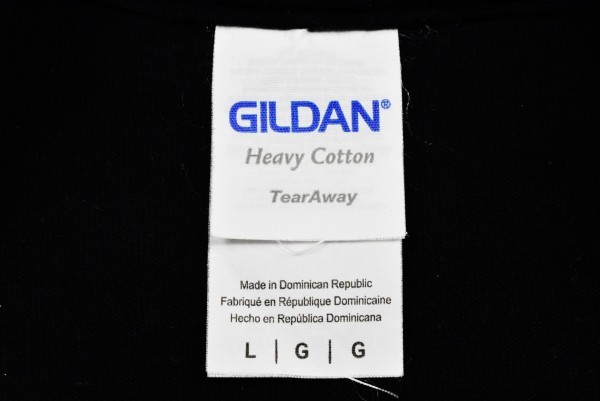 GILDAN®
Heavy Cotton
TearAway
Made in Dominican Republic
Fabriqué en République Dominicaine
Hecho en República Dominicana
L | G | G